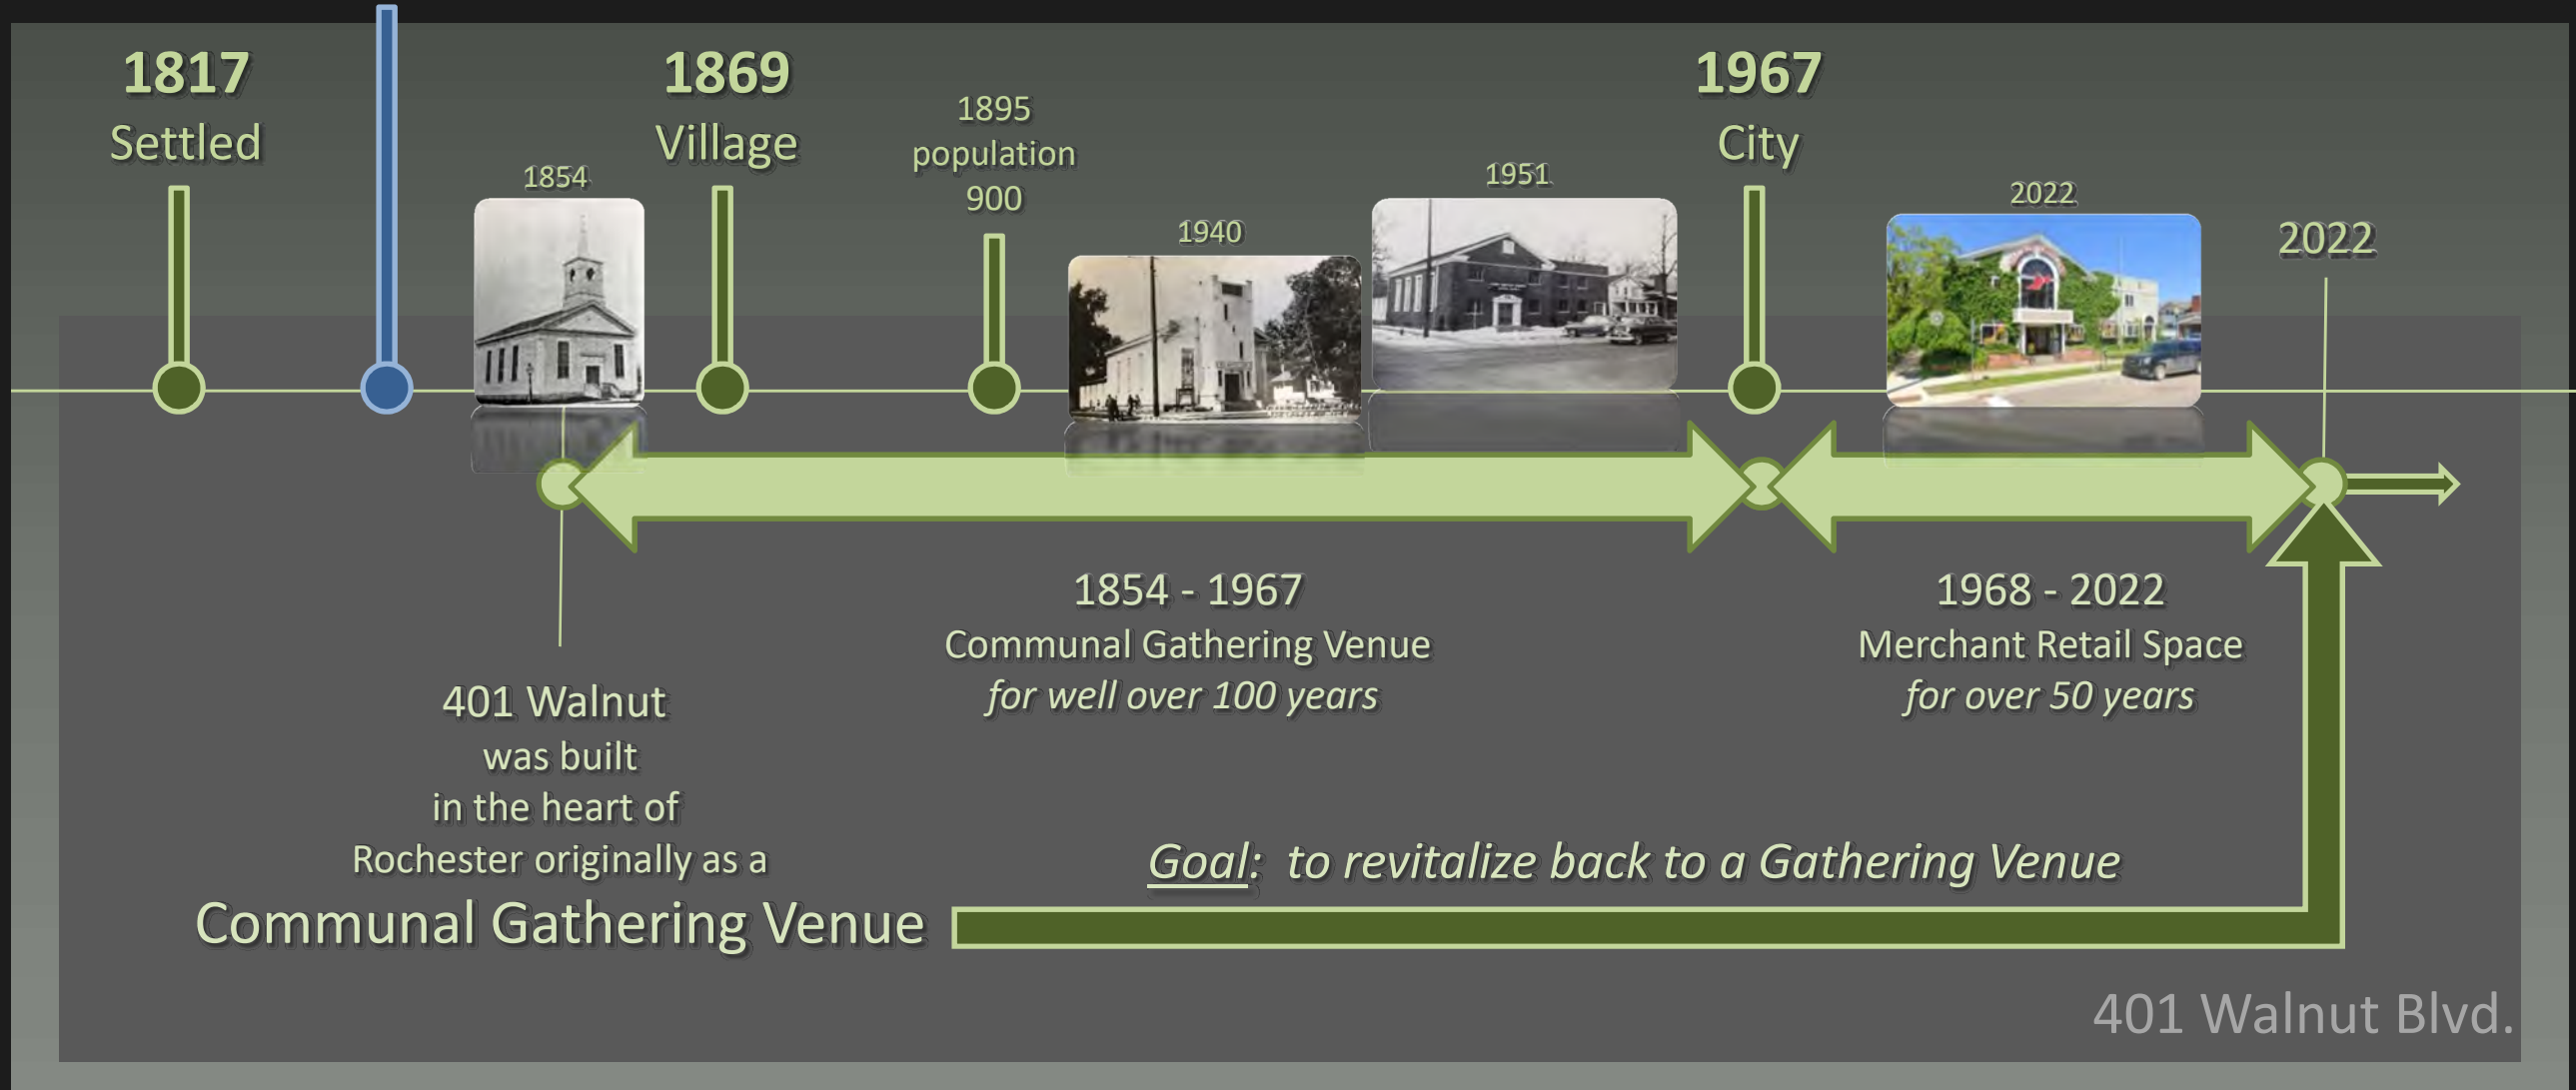 1817
Settled
1854
1869
Village
1895
population
900
1940
1951
1967
City
2022
2022
1854 - 1967
Communal Gathering Venue
for well over 100 years
1968 - 2022
Merchant Retail Space
for over 50 years
401 Walnut
was built
in the heart of
Rochester originally as a
Communal Gathering Venue
Goal:  to revitalize back to a Gathering Venue
401 Walnut Blvd.